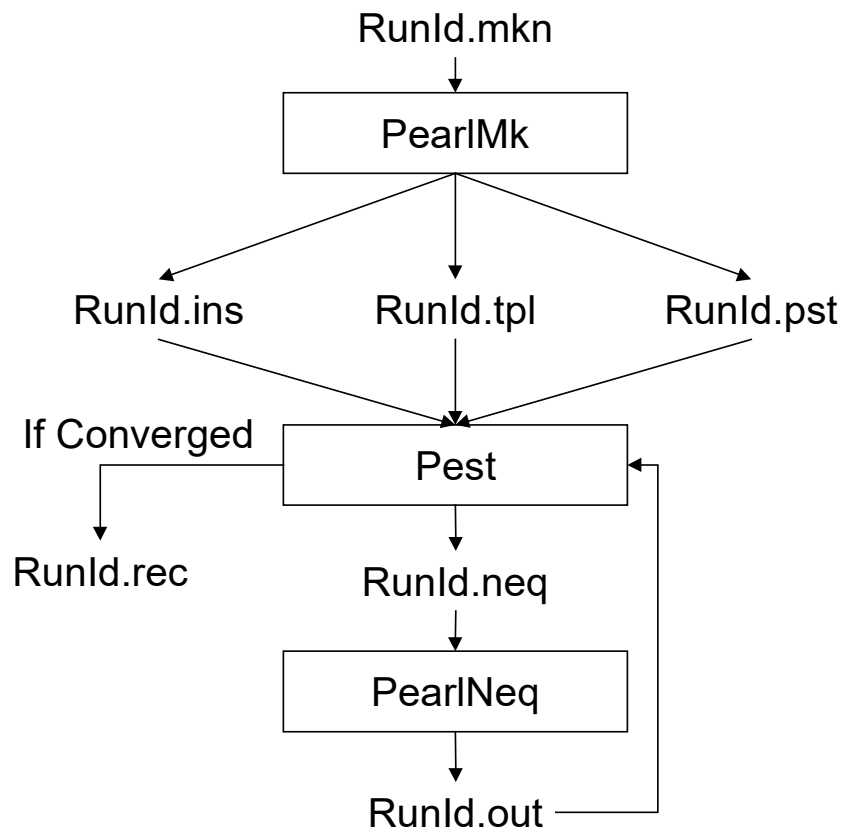 RunId.mkn
PearlMk
RunId.ins
RunId.tpl
RunId.pst
If Converged
Pest
RunId.rec
RunId.neq
PearlNeq
RunId.out